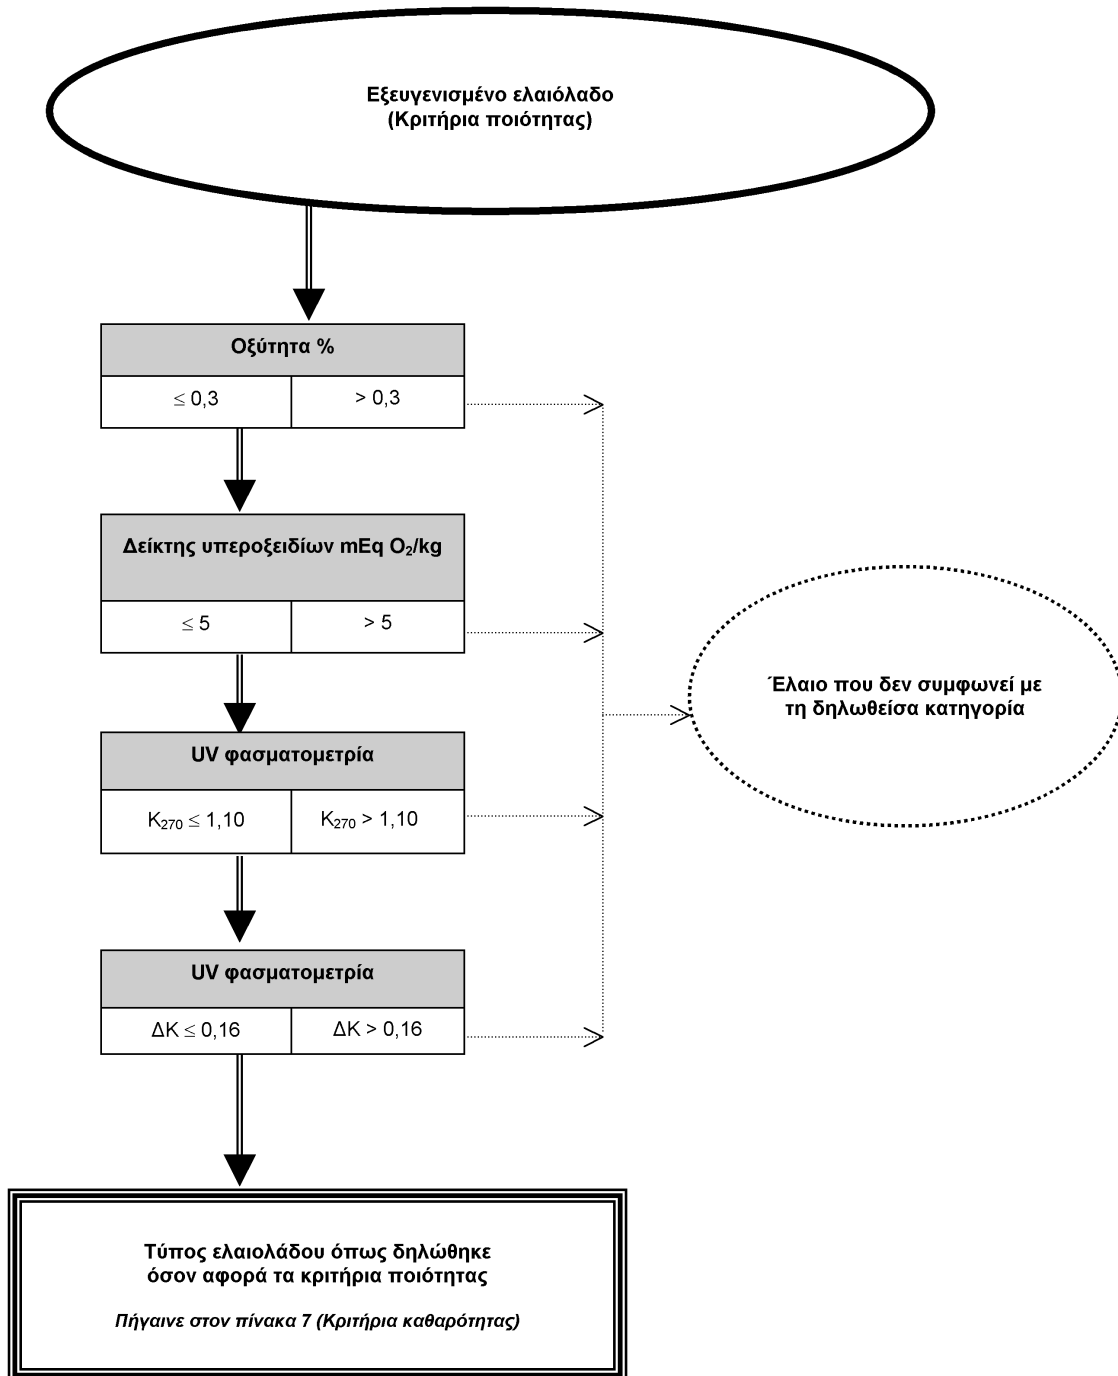 Εξευγενισμένο ελαιόλαδο
(Κριτήρια ποιότητας)
Οξύτητα %
≤ 0,3
> 0,3
Δείκτης υπεροξειδίων mEq O₂/kg
≤ 5
> 5
Έλαιο που δεν συμφωνεί με
τη δηλωθείσα κατηγορία
UV φασματομετρία
K₂₇₀ ≤ 1,10
K₂₇₀ > 1,10
UV φασματομετρία
ΔK ≤ 0,16
ΔK > 0,16
Τύπος ελαιολάδου όπως δηλώθηκε
όσον αφορά τα κριτήρια ποιότητας
Πήγαινε στον πίνακα 7 (Κριτήρια καθαρότητας)